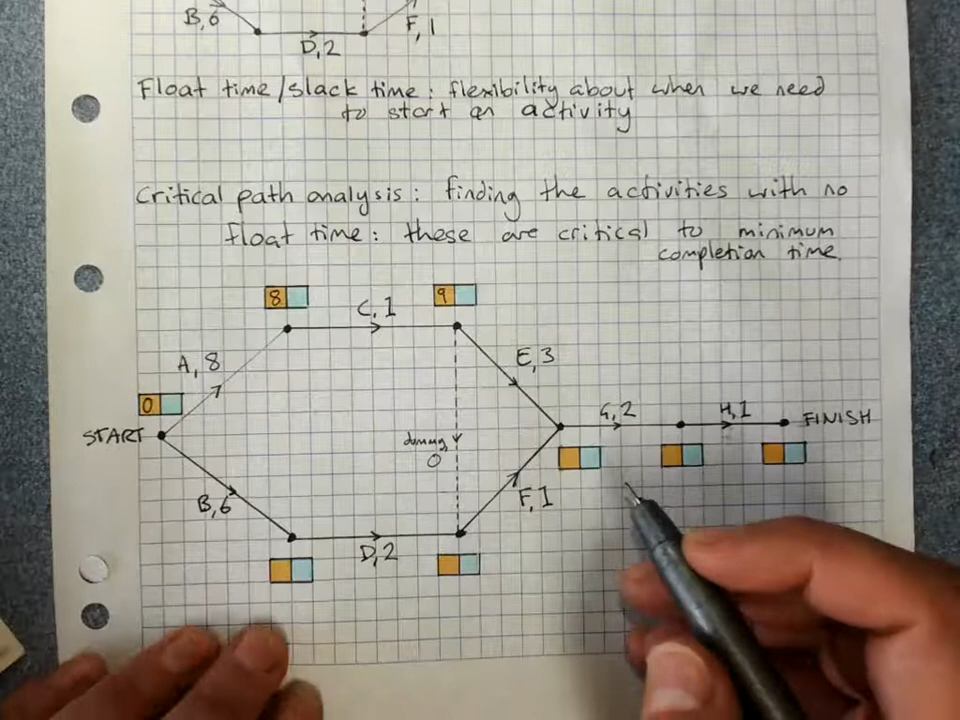 B,6
F,1
D,2
Float time/slack time: flexibility about when we need
to start an activity
Critical path analysis: finding the activities with no
float time: these are critical to minimum
completion time.
8
C,1
9
A,8
E,3
0
G,2
H,1
START
FINISH
dummy,
0
B,6
F,1
D,2